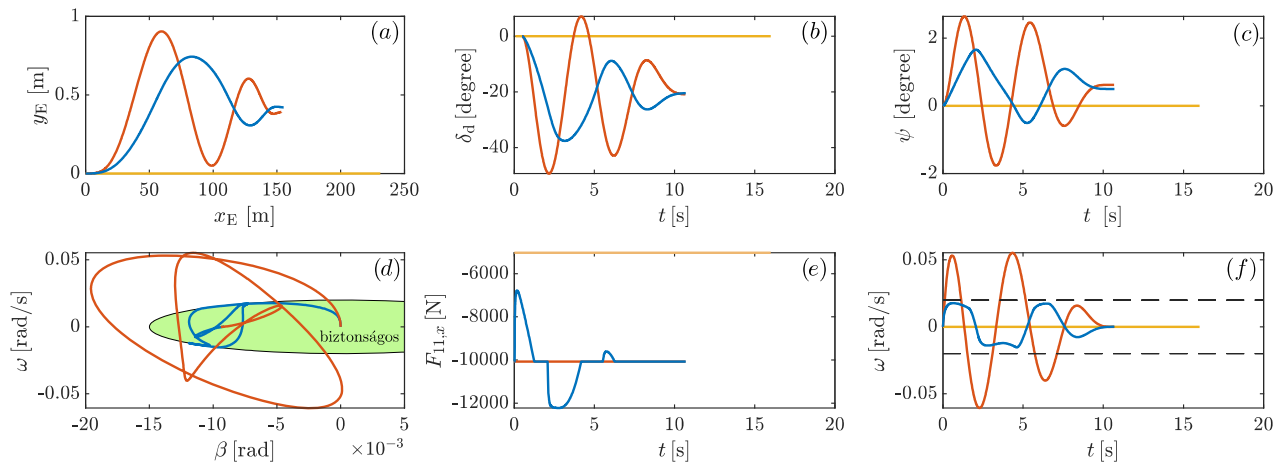 (a)
1
0.5
0
y_E [m]
0 50 100 150 200 250
x_E [m]
(b)
0
-20
-40
δ_d [degree]
0 5 10 15 20
t [s]
(c)
2
0
-2
ψ [degree]
0 5 10 15 20
t [s]
(d)
0.05
0
-0.05
ω [rad/s]
biztonságos
-20 -15 -10 -5 0 5
β [rad]
×10⁻³
(e)
-6000
-8000
-10000
-12000
F_11,x [N]
0 5 10 15 20
t [s]
(f)
0.05
0
-0.05
ω [rad/s]
0 5 10 15 20
t [s]